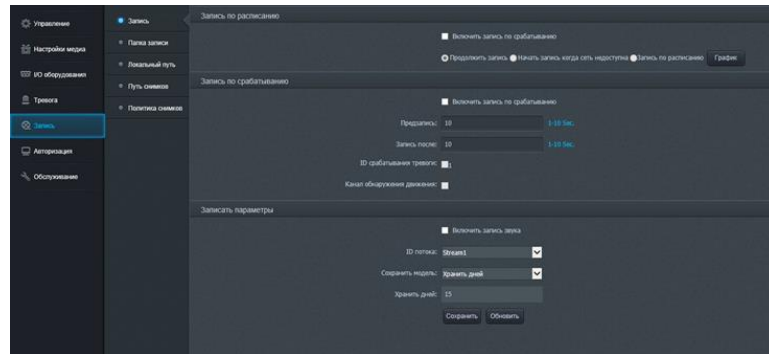 Управление
Настройки медиа
I/O оборудования
Тревога
Запись
Авторизация
Обслуживание
Запись
Папка записи
Локальный путь
Путь снимков
Политика снимков
Запись по расписанию
Включить запись по срабатыванию
Продолжить запись Начать запись когда сеть недоступна Запись по расписанию График
Запись по срабатыванию
Включить запись по срабатыванию
Предзапись: 10 1-10 Sec.
Запись после: 10 1-10 Sec.
ID срабатывания тревоги: 1
Канал обнаружения движения:
Записать параметры
Включить запись звука
ID потока: Stream1
Сохранить модель: Хранить дней
Хранить дней: 15
Сохранить Обновить